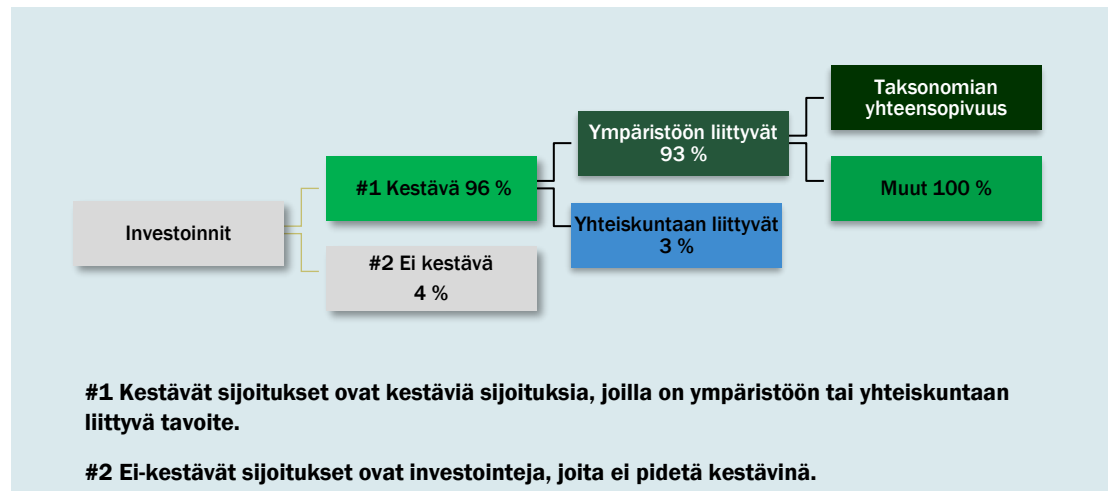 Taksonomian
yhteensopivuus
Ympäristöön liittyvät
93 %
#1 Kestävä 96 %
Muut 100 %
Investoinnit
Yhteiskuntaan liittyvät
3 %
#2 Ei kestävä
4 %
#1 Kestävät sijoitukset ovat kestäviä sijoituksia, joilla on ympäristöön tai yhteiskuntaan
liittyvä tavoite.
#2 Ei-kestävät sijoitukset ovat investointeja, joita ei pidetä kestävinä.